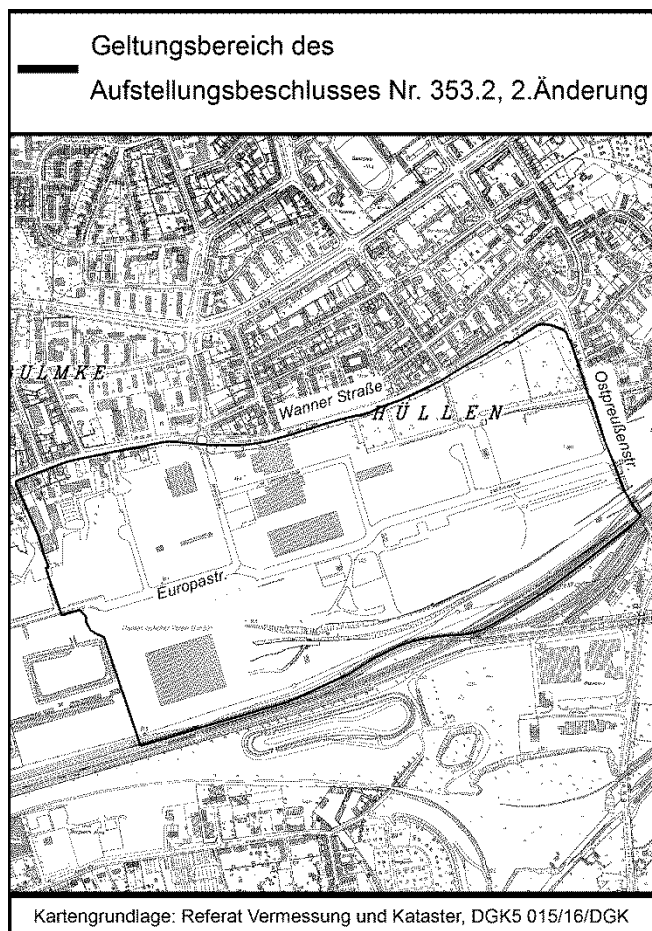 Geltungsbereich des
Aufstellungsbeschlusses Nr. 353.2, 2.Änderung
BULMKE
Wanner Straße
HÜLLEN
Ostpreußenstr.
Europastr.
Kartengrundlage: Referat Vermessung und Kataster, DGK5 015/16/DGK